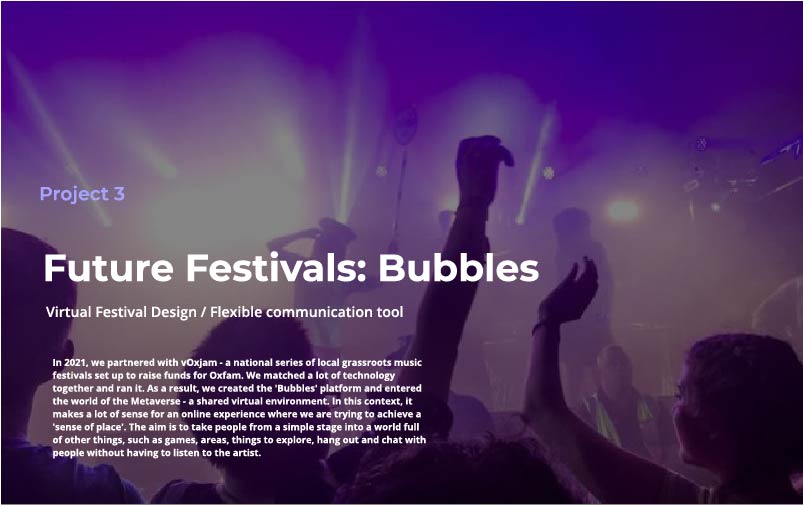 Project 3
Future Festivals: Bubbles
Virtual Festival Design / Flexible communication tool
In 2021, we partnered with vOxjam - a national series of local grassroots music
festivals set up to raise funds for Oxfam. We matched a lot of technology
together and ran it. As a result, we created the 'Bubbles' platform and entered
the world of the Metaverse - a shared virtual environment. In this context, it
makes a lot of sense for an online experience where we are trying to achieve a
'sense of place'. The aim is to take people from a simple stage into a world full
of other things, such as games, areas, things to explore, hang out and chat with
people without having to listen to the artist.